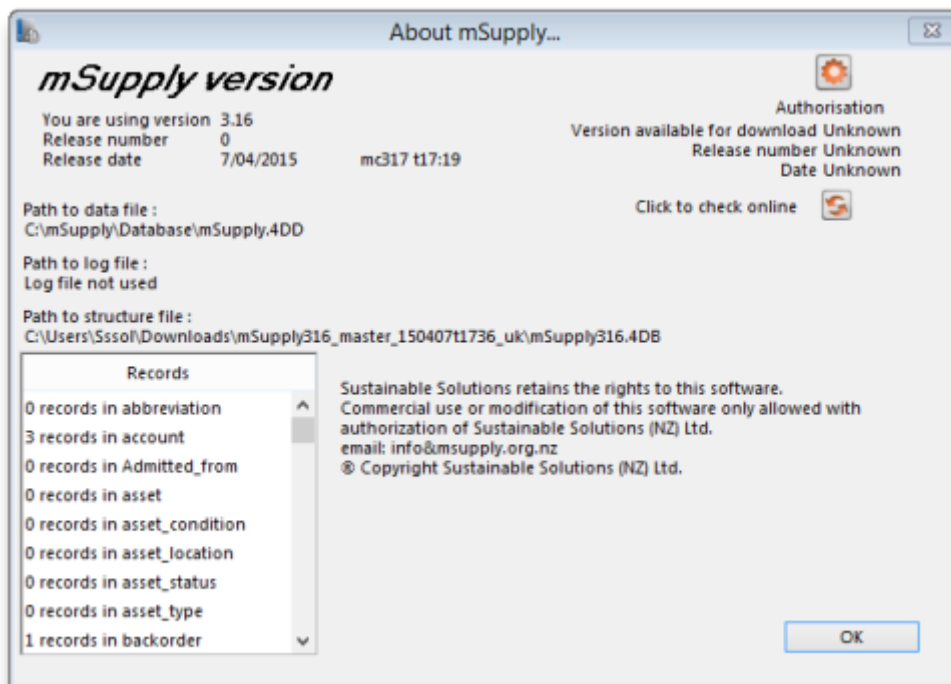 About mSupply...
mSupply version
You are using version 3.16
Release number 0
Release date 7/04/2015 mc317 t17:19
Authorisation
Version available for download Unknown
Release number Unknown
Date Unknown
Click to check online
Path to data file :
C:\mSupply\Database\mSupply.4DD
Path to log file :
Log file not used
Path to structure file :
C:\Users\Sssol\Downloads\mSupply316_master_150407t1736_uk\mSupply316.4DB
Records
0 records in abbreviation
3 records in account
0 records in Admitted_from
0 records in asset
0 records in asset_condition
0 records in asset_location
0 records in asset_status
0 records in asset_type
1 records in backorder
Sustainable Solutions retains the rights to this software.
Commercial use or modification of this software only allowed with
authorization of Sustainable Solutions (NZ) Ltd.
email: info&msupply.org.nz
® Copyright Sustainable Solutions (NZ) Ltd.
OK